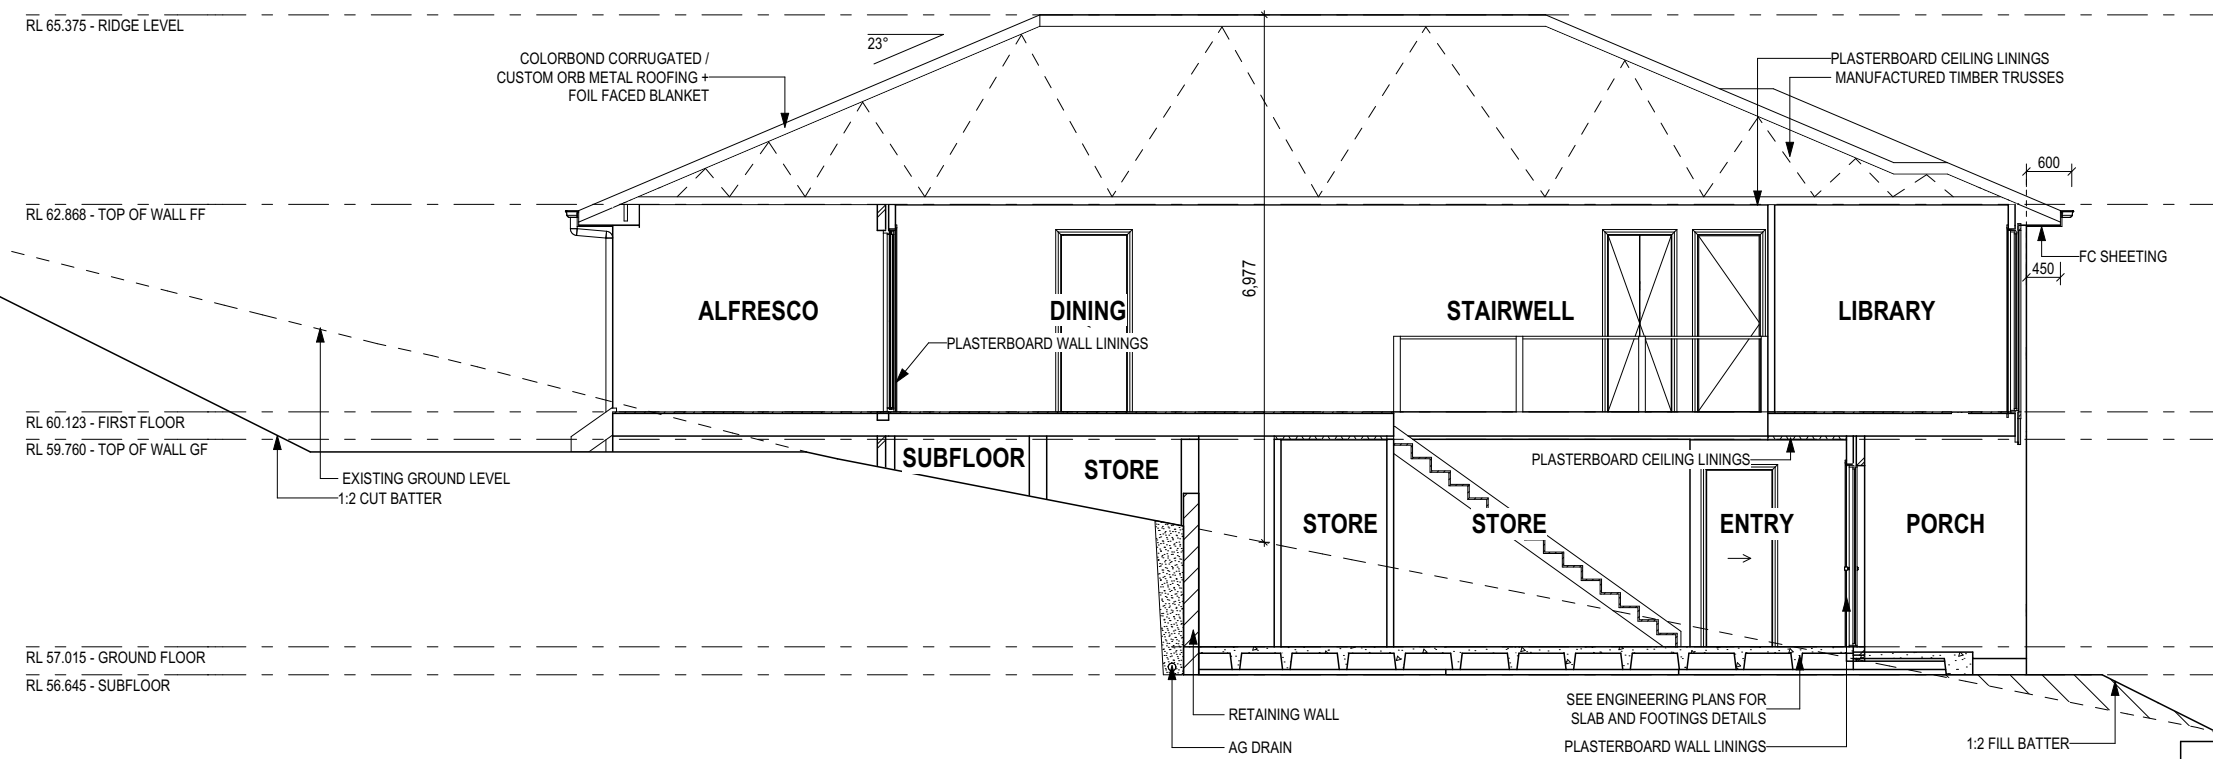 RL 65.375 - RIDGE LEVEL
23°
COLORBOND CORRUGATED /
CUSTOM ORB METAL ROOFING +
FOIL FACED BLANKET
PLASTERBOARD CEILING LININGS
MANUFACTURED TIMBER TRUSSES
600
RL 62.868 - TOP OF WALL FF
FC SHEETING
450
6,977
ALFRESCO
DINING
STAIRWELL
LIBRARY
PLASTERBOARD WALL LININGS
RL 60.123 - FIRST FLOOR
RL 59.760 - TOP OF WALL GF
SUBFLOOR
STORE
PLASTERBOARD CEILING LININGS
EXISTING GROUND LEVEL
1:2 CUT BATTER
STORE
STORE
ENTRY
PORCH
RL 57.015 - GROUND FLOOR
RL 56.645 - SUBFLOOR
RETAINING WALL
AG DRAIN
SEE ENGINEERING PLANS FOR
SLAB AND FOOTINGS DETAILS
PLASTERBOARD WALL LININGS
1:2 FILL BATTER